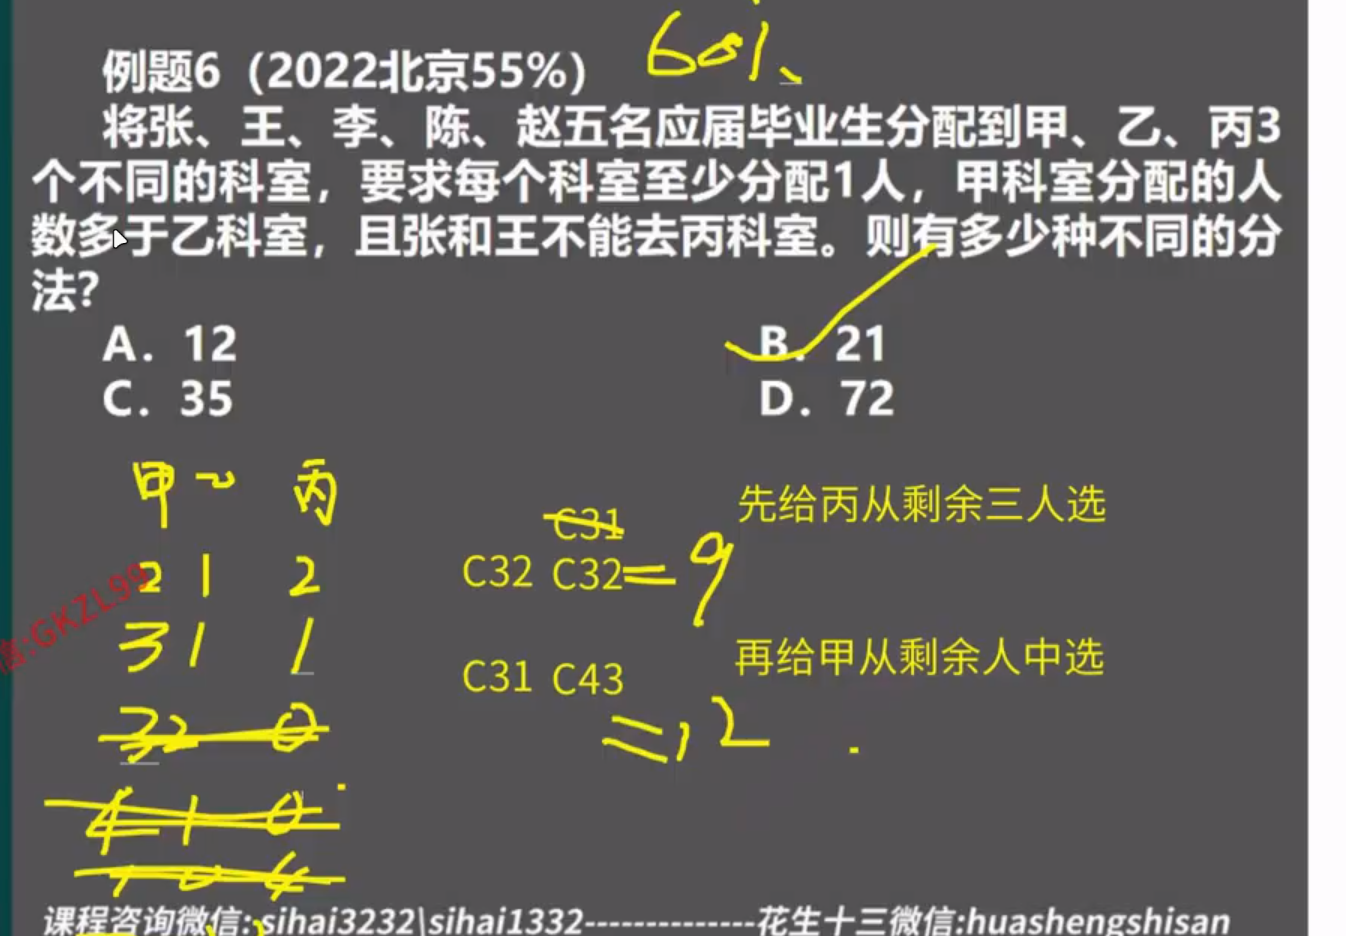 60%、
例题6（2022北京55%）
将张、王、李、陈、赵五名应届毕业生分配到甲、乙、丙3
个不同的科室，要求每个科室至少分配1人，甲科室分配的人
数多于乙科室，且张和王不能去丙科室。则有多少种不同的分
法?
A. 12
B. 21
C. 35
D. 72
甲 乙 丙
C31
先给丙从剩余三人选
2 1 2
C32 C32 = 9
3 1 1
C31 C43
再给甲从剩余人中选
= 12
3 2 0
4 1 0
1 0 4
信:GKZL99
课程咨询微信: sihai3232\sihai1332--------------花生十三微信:huashengshisan